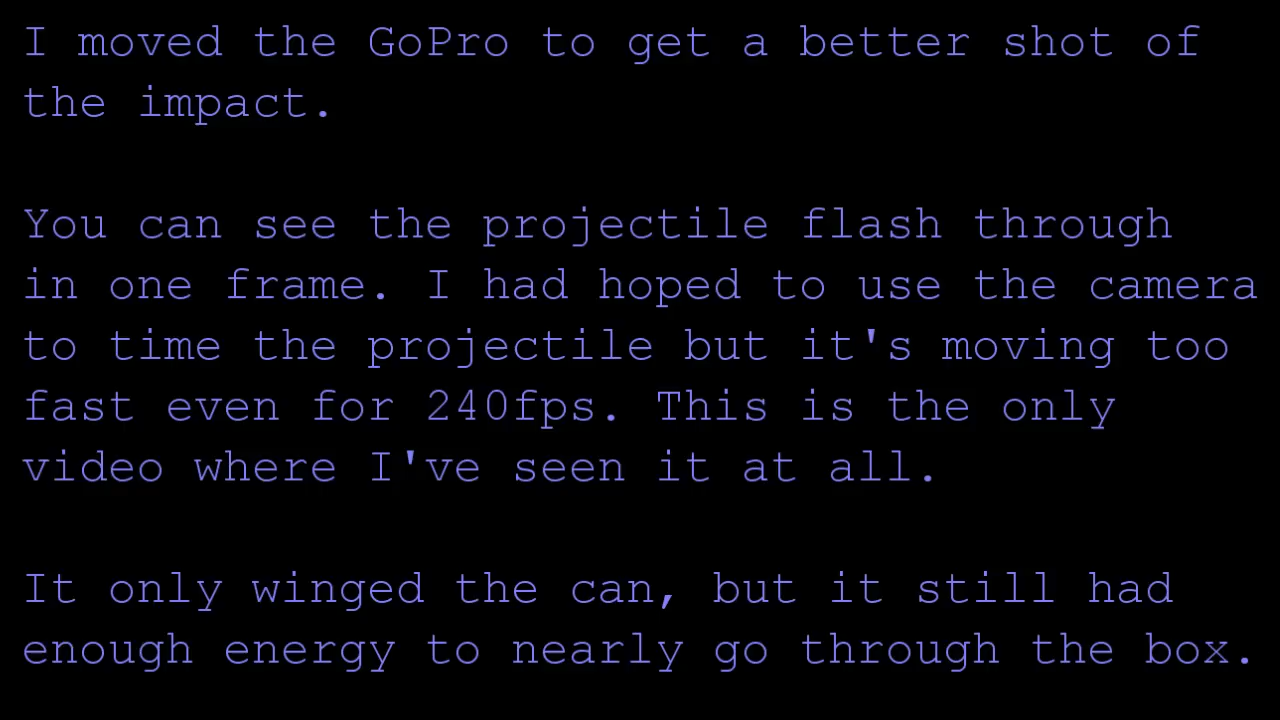 I moved the GoPro to get a better shot of
the impact.
You can see the projectile flash through
in one frame. I had hoped to use the camera
to time the projectile but it's moving too
fast even for 240fps. This is the only
video where I've seen it at all.
It only winged the can, but it still had
enough energy to nearly go through the box.